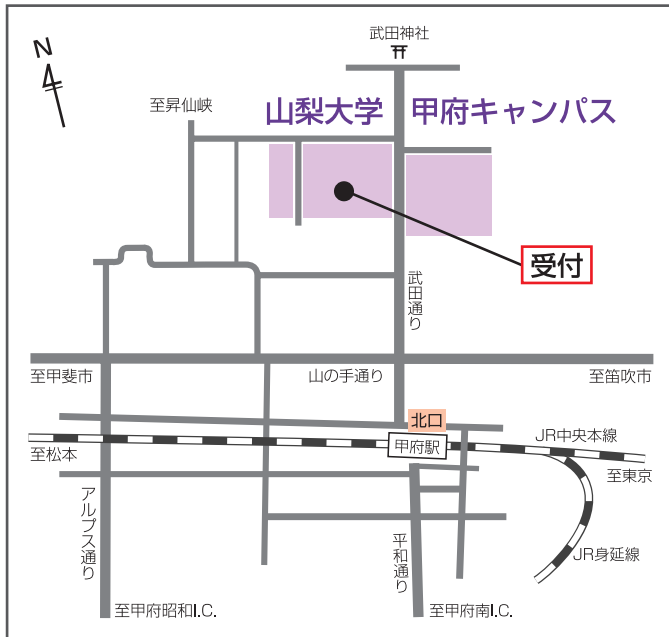 武田神社
N
至昇仙峡
山梨大学 甲府キャンパス
受付
武田通り
至甲斐市
山の手通り
至笛吹市
北口
JR中央本線
甲府駅
至松本
至東京
アルプス通り
平和通り
JR身延線
至甲府昭和I.C.
至甲府南I.C.